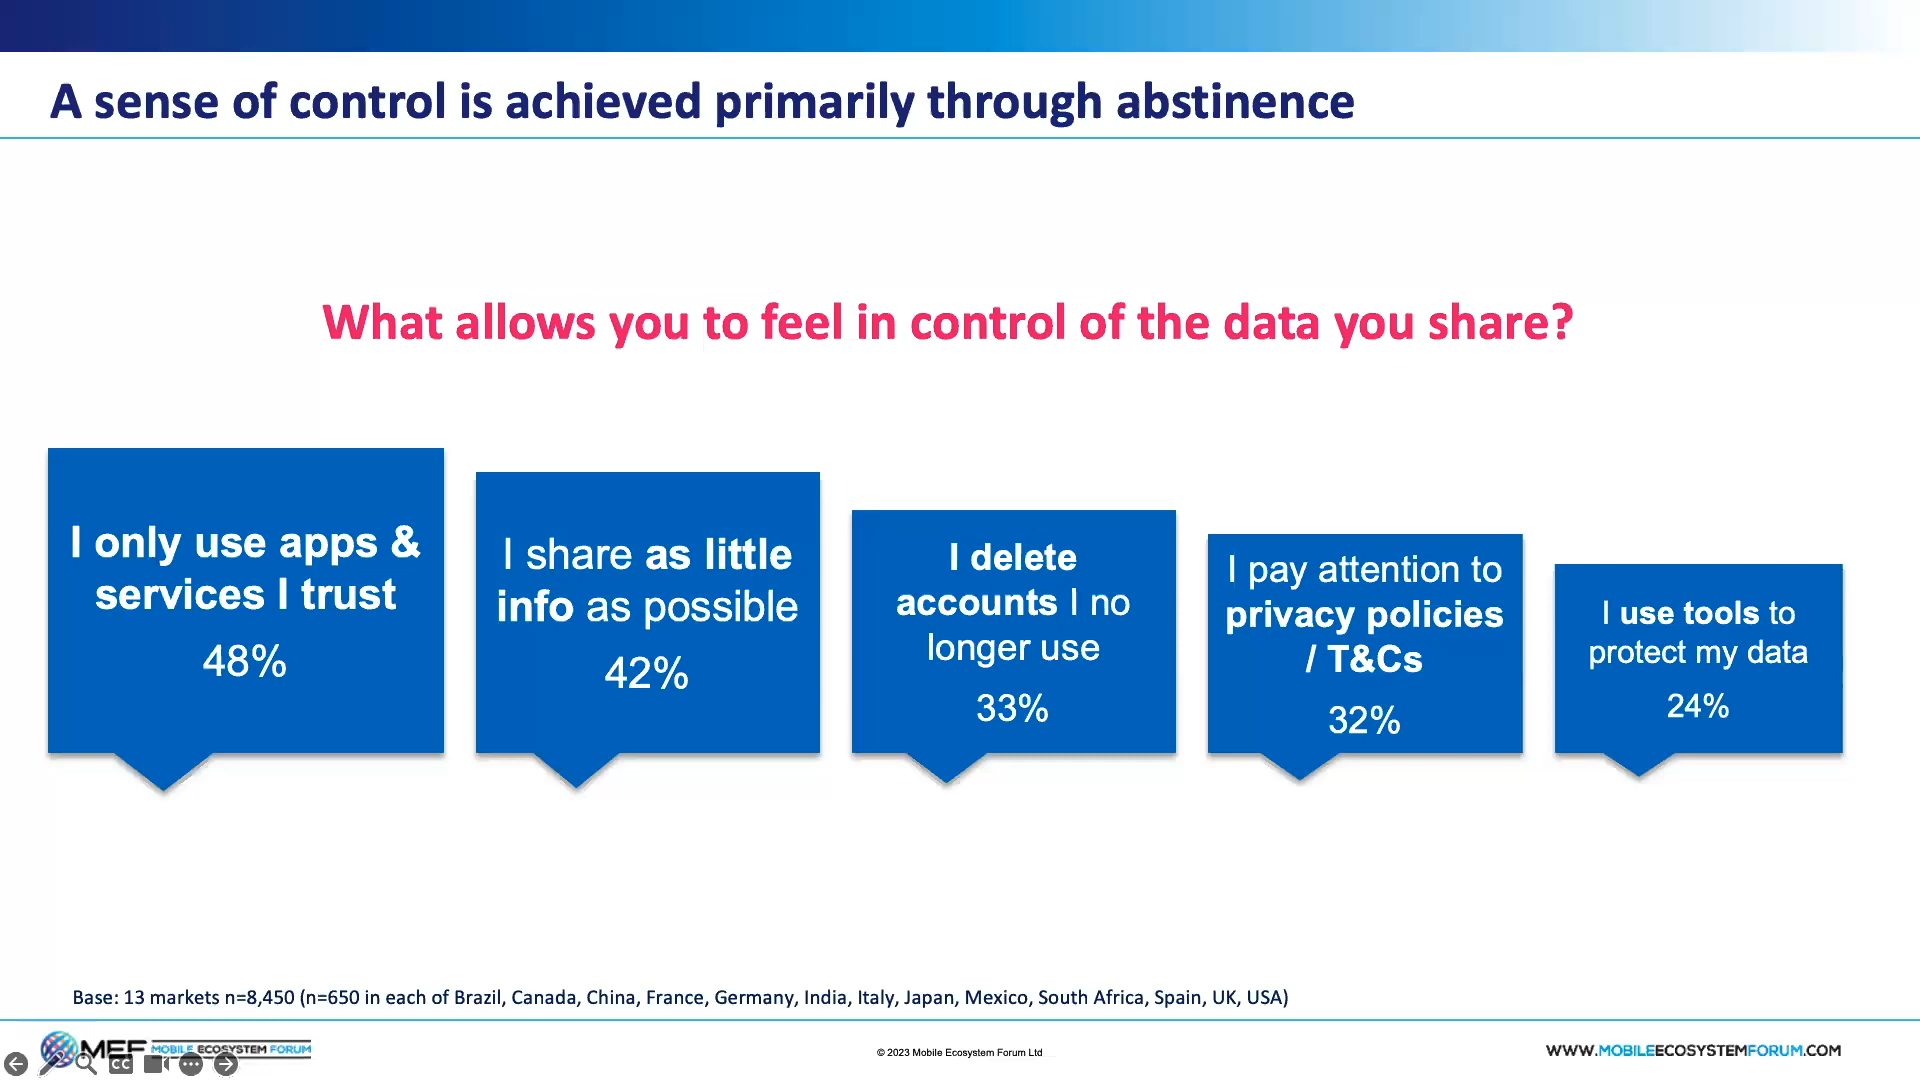 A sense of control is achieved primarily through abstinence
What allows you to feel in control of the data you share?
I only use apps &
services I trust
48%
I share as little
info as possible
42%
I delete
accounts I no
longer use
33%
I pay attention to
privacy policies
/ T&Cs
32%
I use tools to
protect my data
24%
Base: 13 markets n=8,450 (n=650 in each of Brazil, Canada, China, France, Germany, India, Italy, Japan, Mexico, South Africa, Spain, UK, USA)
MEF MOBILE ECOSYSTEM FORUM
CC
© 2023 Mobile Ecosystem Forum Ltd
WWW.MOBILEECOSYSTEMFORUM.COM